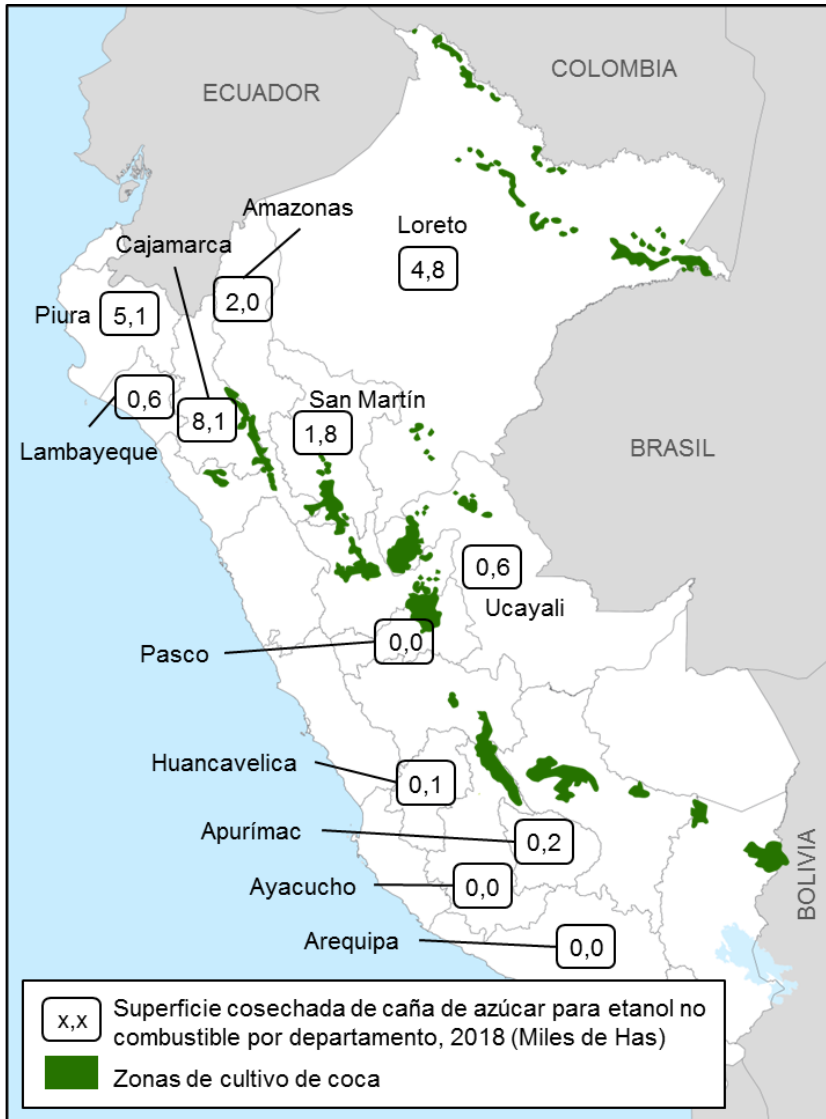 COLOMBIA
ECUADOR
Amazonas
Loreto
Cajamarca
4,8
2,0
Piura
5,1
0,6
San Martín
8,1
1,8
Lambayeque
BRASIL
0,6
Ucayali
0,0
Pasco
Huancavelica
0,1
Apurímac
0,2
Ayacucho
0,0
BOLIVIA
Arequipa
0,0
x,x
Superficie cosechada de caña de azúcar para etanol no
combustible por departamento, 2018 (Miles de Has)
Zonas de cultivo de coca